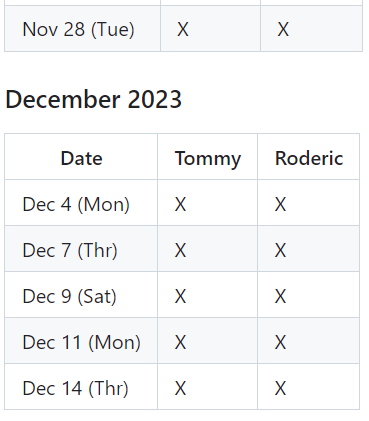 Nov 28 (Tue) X X
December 2023
Date Tommy Roderic
Dec 4 (Mon) X X
Dec 7 (Thr) X X
Dec 9 (Sat) X X
Dec 11 (Mon) X X
Dec 14 (Thr) X X